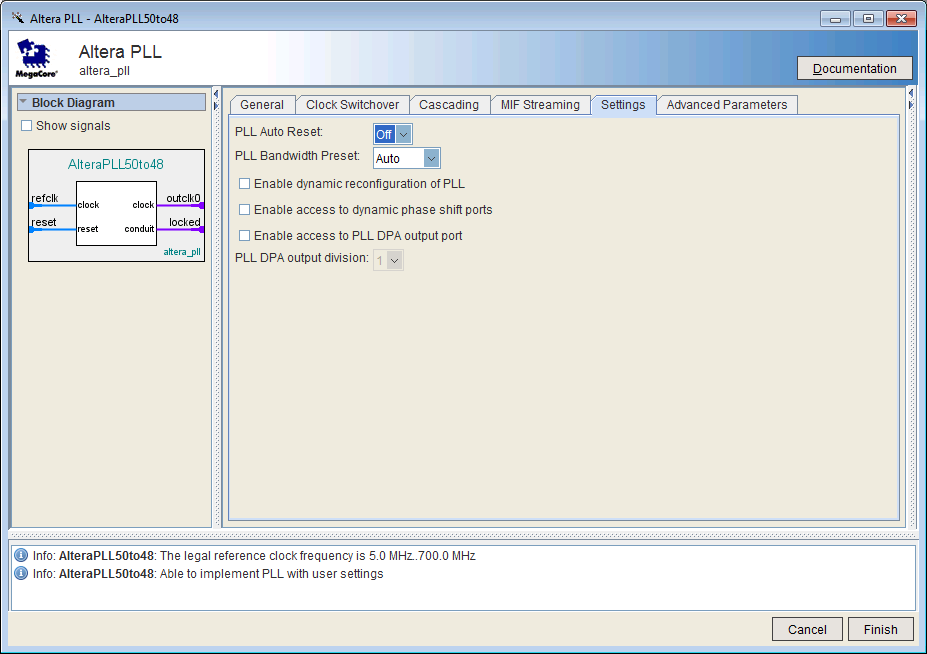 Altera PLL - AlteraPLL50to48
Altera PLL
altera_pll
MegaCore®
Documentation
Block Diagram
Show signals
AlteraPLL50to48
refclk
clock
clock
outclk0
reset
reset
conduit
locked
altera_pll
General
Clock Switchover
Cascading
MIF Streaming
Settings
Advanced Parameters
PLL Auto Reset: Off
PLL Bandwidth Preset: Auto
Enable dynamic reconfiguration of PLL
Enable access to dynamic phase shift ports
Enable access to PLL DPA output port
PLL DPA output division: 1
Info: AlteraPLL50to48: The legal reference clock frequency is 5.0 MHz..700.0 MHz
Info: AlteraPLL50to48: Able to implement PLL with user settings
Cancel
Finish